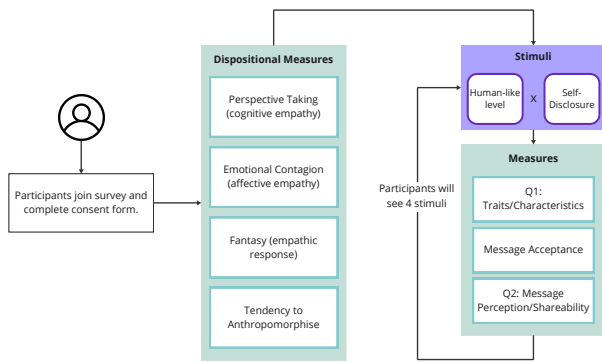 Participants join survey and
complete consent form.
Dispositional Measures
Perspective Taking
(cognitive empathy)
Emotional Contagion
(affective empathy)
Fantasy (empathic
response)
Tendency to
Anthropomorphise
Participants will
see 4 stimuli
Stimuli
Human-like
level
x
Self-
Disclosure
Measures
Q1:
Traits/Characteristics
Message Acceptance
Q2: Message
Perception/Shareability